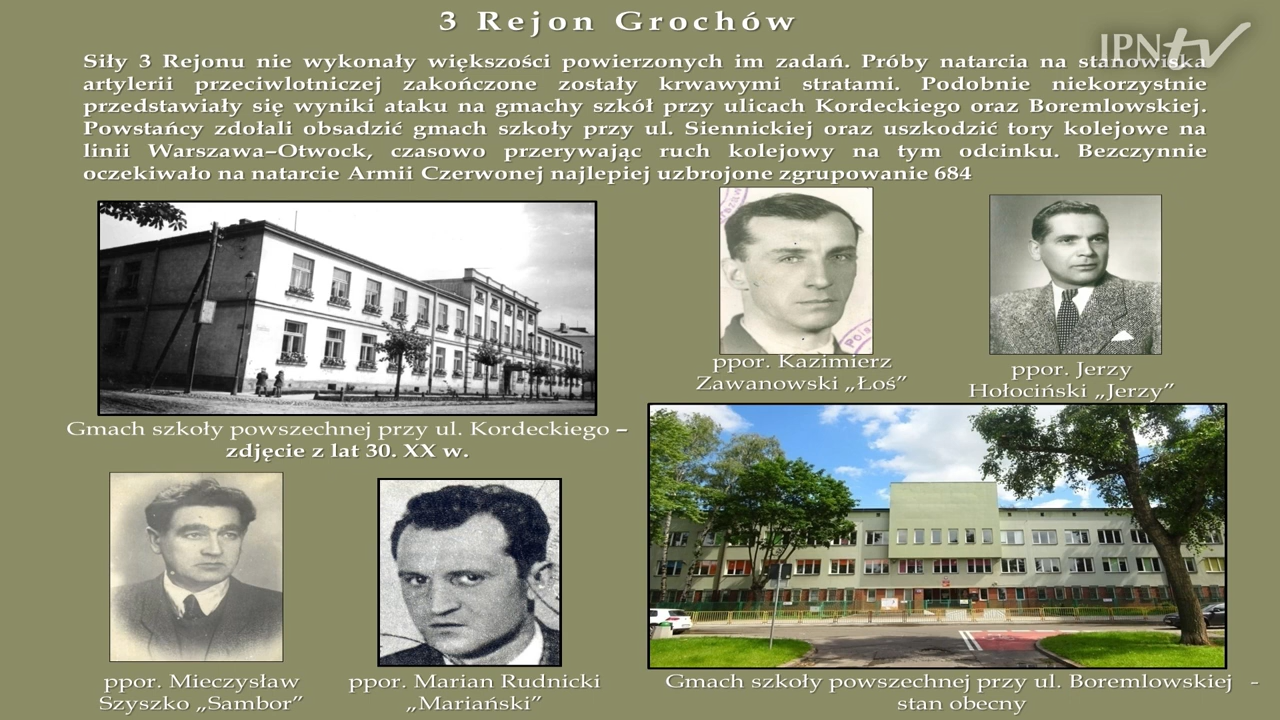 3 Rejon Grochów
IPNtv
Siły 3 Rejonu nie wykonały większości powierzonych im zadań. Próby natarcia na stanowiska
artylerii przeciwlotniczej zakończone zostały krwawymi stratami. Podobnie niekorzystnie
przedstawiały się wyniki ataku na gmachy szkół przy ulicach Kordeckiego oraz Boremlowskiej.
Powstańcy zdołali obsadzić gmach szkoły przy ul. Siennickiej oraz uszkodzić tory kolejowe na
linii Warszawa–Otwock, czasowo przerywając ruch kolejowy na tym odcinku. Bezczynnie
oczekiwało na natarcie Armii Czerwonej najlepiej uzbrojone zgrupowanie 684
ppor. Kazimierz
Zawanowski „Łoś”
ppor. Jerzy
Hołociński „Jerzy”
Gmach szkoły powszechnej przy ul. Kordeckiego –
zdjęcie z lat 30. XX w.
ppor. Mieczysław
Szyszko „Sambor”
ppor. Marian Rudnicki
„Mariański”
Gmach szkoły powszechnej przy ul. Boremlowskiej -
stan obecny